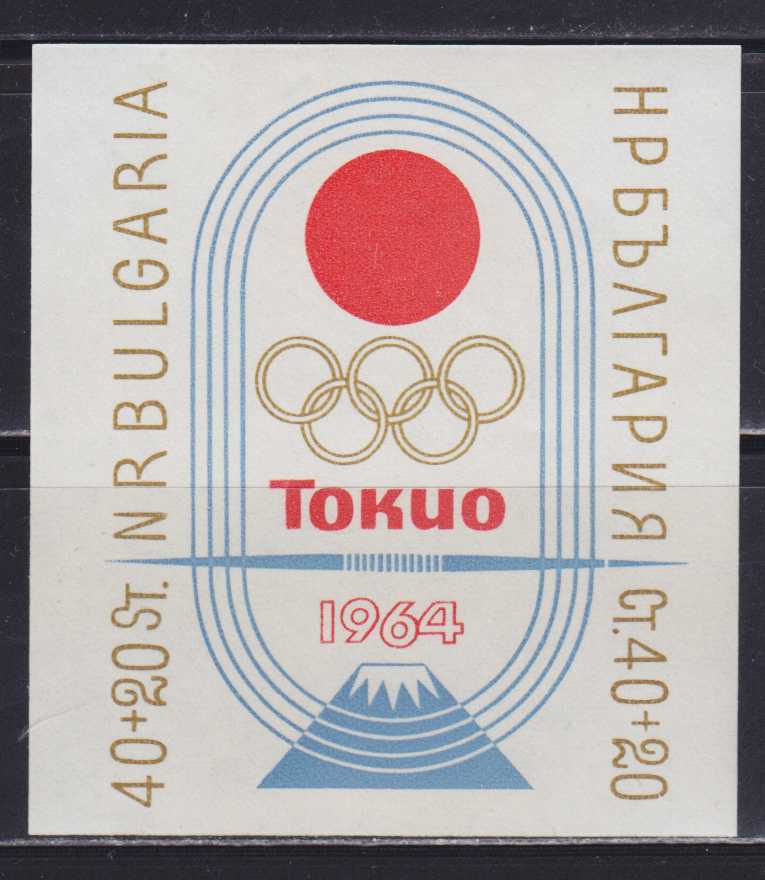 40+20 St. NRBULGARIA
Токио
1964
НРБЪЛГАРИЯ Ст. 40+20